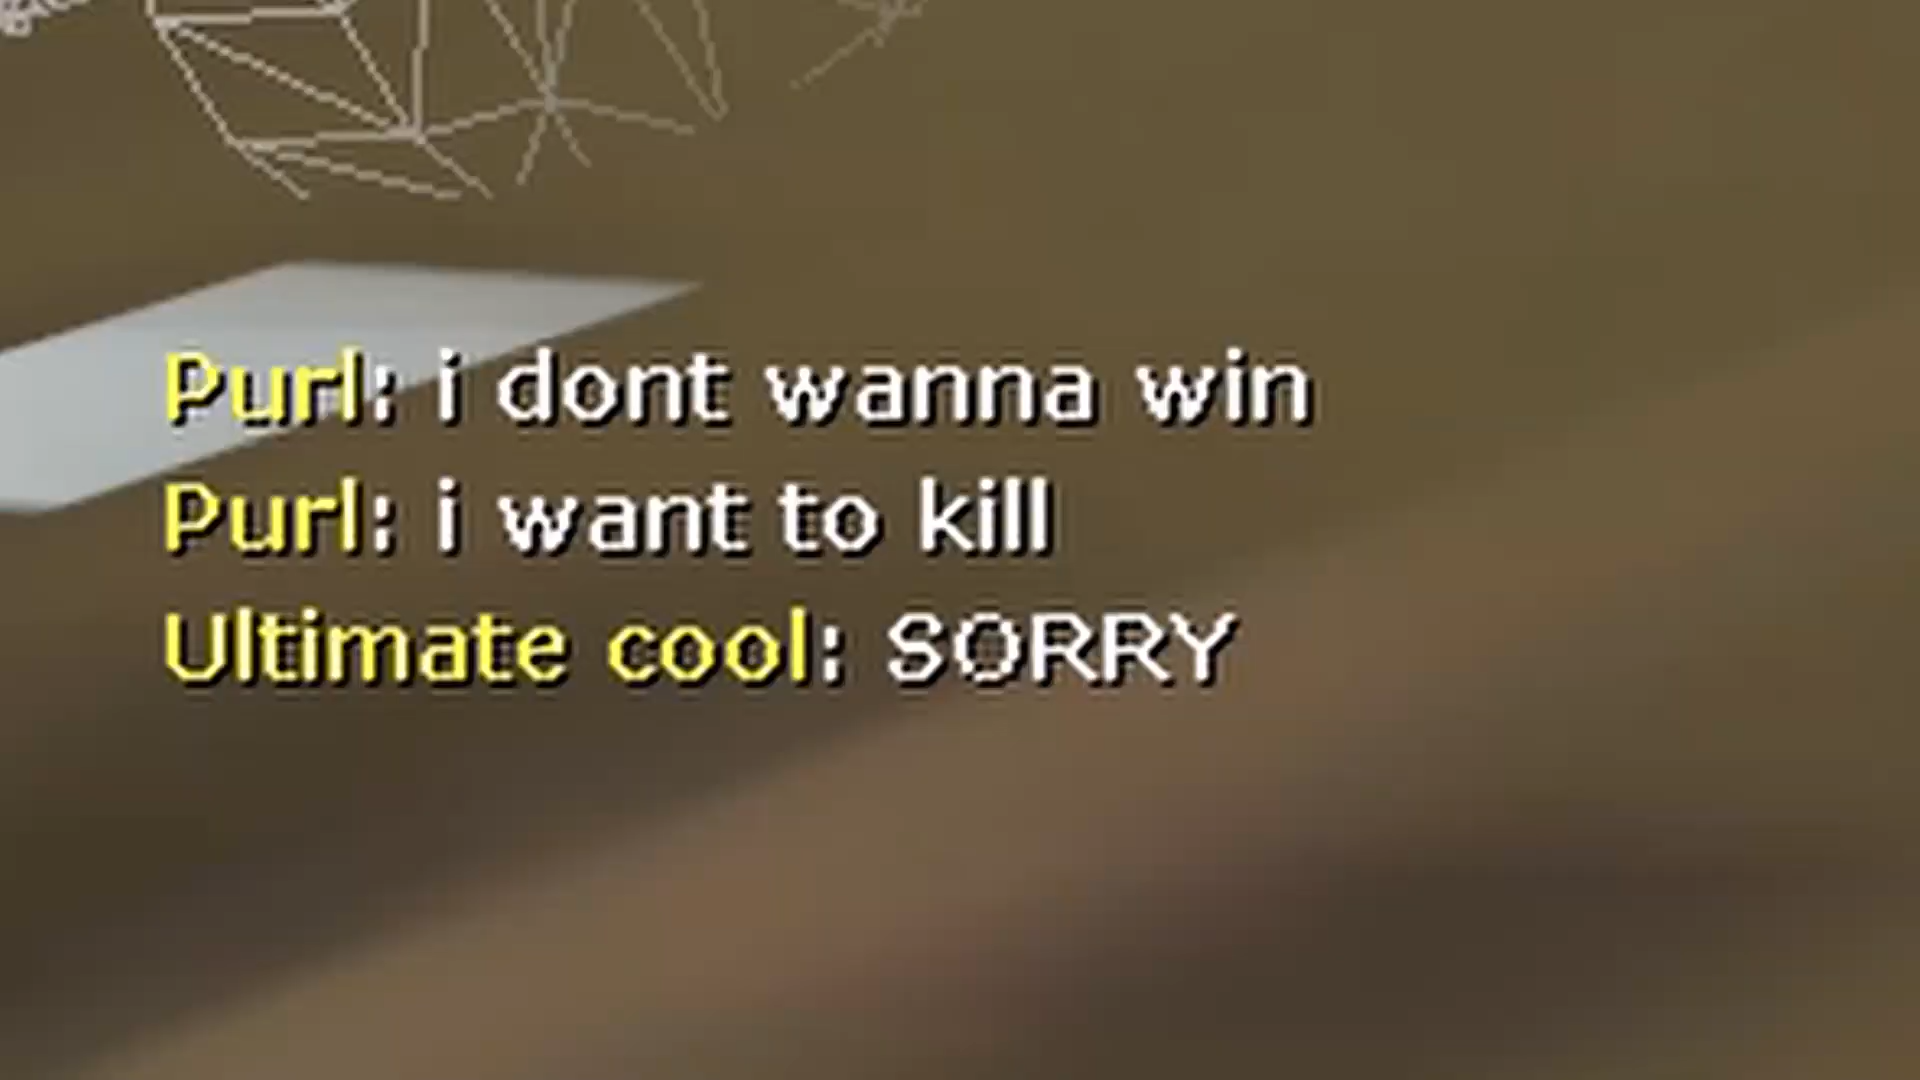 Purl: i dont wanna win
Purl: i want to kill
Ultimate cool: SORRY